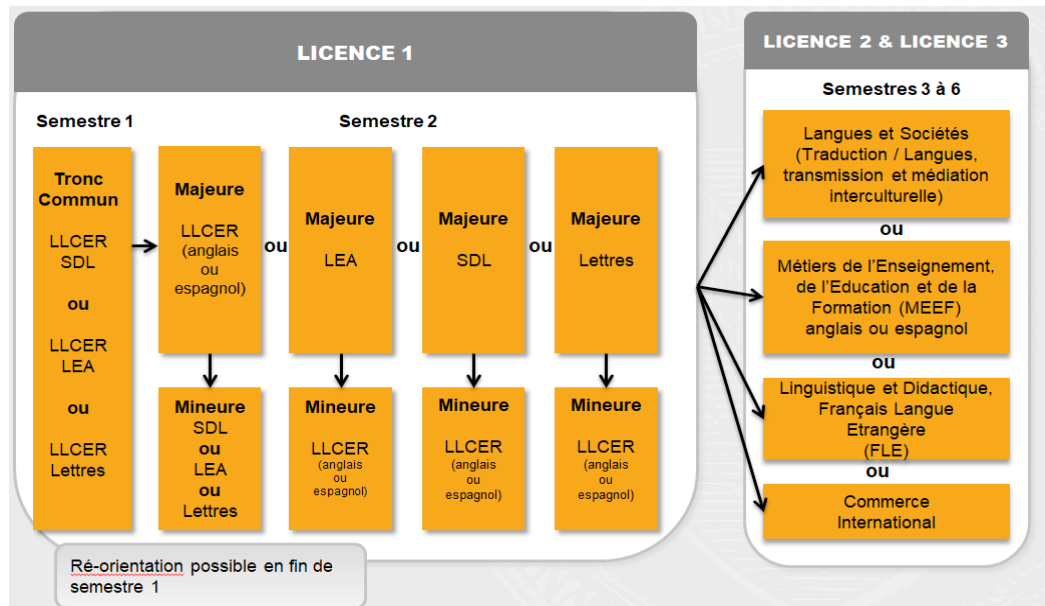 LICENCE 1
Semestre 1
Semestre 2
Tronc
Commun
LLCER
SDL
ou
LLCER
LEA
ou
LLCER
Lettres
Majeure
LLCER
(anglais
ou
espagnol)
ou
Majeure
LEA
ou
Majeure
SDL
ou
Majeure
Lettres
Mineure
SDL
ou
LEA
ou
Lettres
Mineure
LLCER
(anglais
ou
espagnol)
Mineure
LLCER
(anglais
ou
espagnol)
Mineure
LLCER
(anglais
ou
espagnol)
Ré-orientation possible en fin de
semestre 1
LICENCE 2 & LICENCE 3
Semestres 3 à 6
Langues et Sociétés
(Traduction / Langues,
transmission et médiation
interculturelle)
ou
Métiers de l'Enseignement,
de l'Education et de la
Formation (MEEF)
anglais ou espagnol
ou
Linguistique et Didactique,
Français Langue
Etrangère
(FLE)
ou
Commerce
International